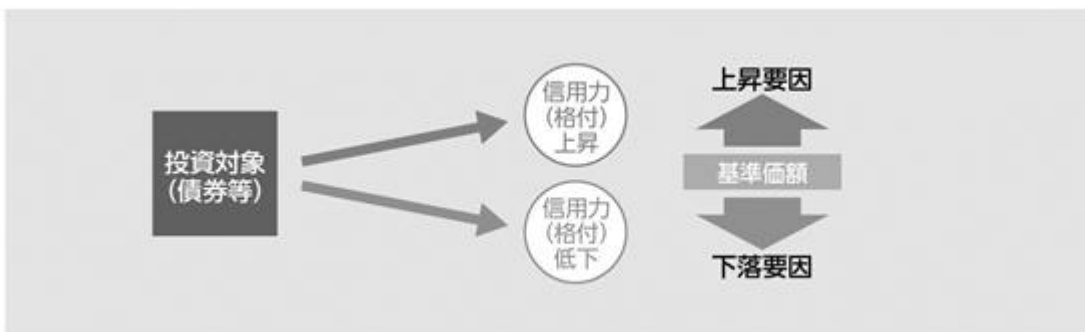 投資対象
(債券等)
信用力
(格付)
上昇
信用力
(格付)
低下
上昇要因
基準価額
下落要因